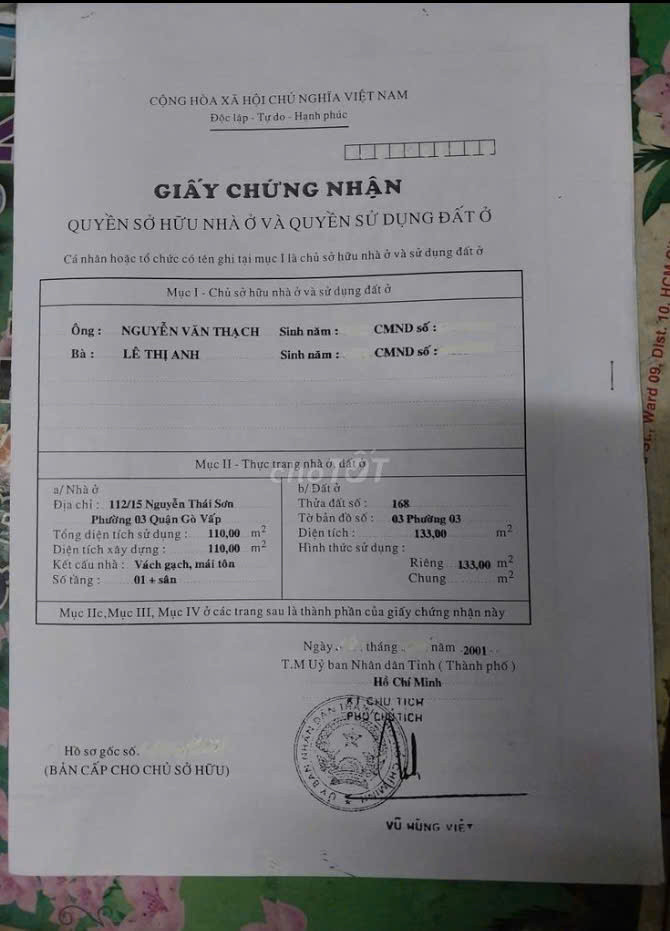 CỘNG HÒA XÃ HỘI CHỦ NGHĨA VIỆT NAM
Độc lập - Tự do - Hạnh phúc
GIẤY CHỨNG NHẬN
QUYỀN SỞ HỮU NHÀ Ở VÀ QUYỀN SỬ DỤNG ĐẤT Ở
Cá nhân hoặc tổ chức có tên ghi tại mục I là chủ sở hữu nhà ở và sử dụng đất ở
Mục I - Chủ sở hữu nhà ở và sử dụng đất ở
Ông : NGUYỄN VĂN THẠCH Sinh năm : CMND số :
Bà : LÊ THỊ ANH Sinh năm : CMND số :
Mục II - Thực trạng nhà ở, đất ở
choTỐT
a/ Nhà ở
Địa chỉ : 112/15 Nguyễn Thái Sơn
Phường 03 Quận Gò Vấp
Tổng diện tích sử dụng : 110,00 m2
Diện tích xây dựng : 110,00 m2
Kết cấu nhà : Vách gạch, mái tôn
Số tầng : 01 + sân
b/ Đất ở
Thửa đất số : 168
Tờ bản đồ số : 03 Phường 03
Diện tích : 133,00 m2
Hình thức sử dụng :
Riêng 133,00 m2
Chung m2
Mục IIc,Mục III, Mục IV ở các trang sau là thành phần của giấy chứng nhận này
Ngày tháng năm 2001
T.M Uỷ ban Nhân dân Tỉnh ( Thành phố )
Hồ Chí Minh
KT CHỦ TỊCH
PHÓ CHỦ TỊCH
Hồ sơ gốc số.
(BẢN CẤP CHO CHỦ SỞ HỮU)
VŨ HÙNG VIỆT
St., Ward 09, Dist. 10, HCM